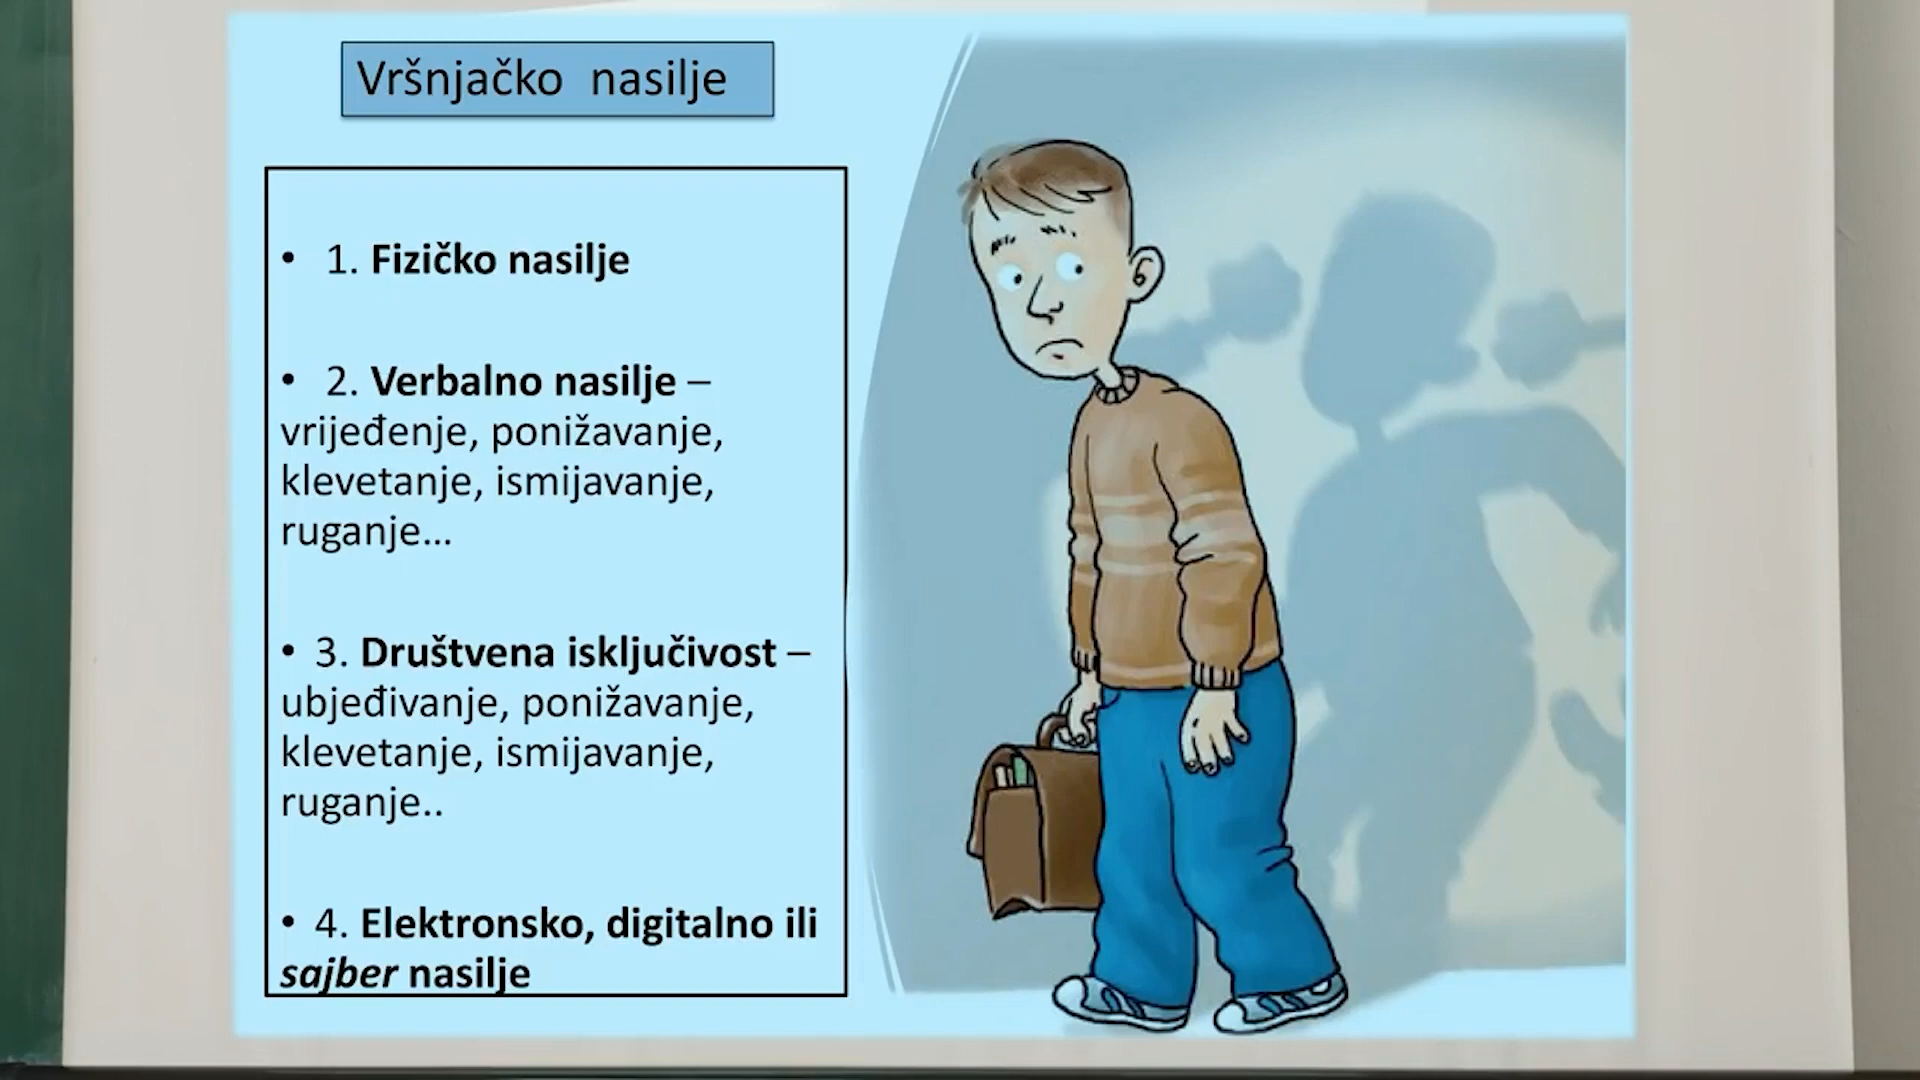 Vršnjačko nasilje
• 1. Fizičko nasilje
• 2. Verbalno nasilje –
vrijeđenje, ponižavanje,
klevetanje, ismijavanje,
ruganje...
• 3. Društvena isključivost –
ubjeđivanje, ponižavanje,
klevetanje, ismijavanje,
ruganje..
• 4. Elektronsko, digitalno ili
sajber nasilje